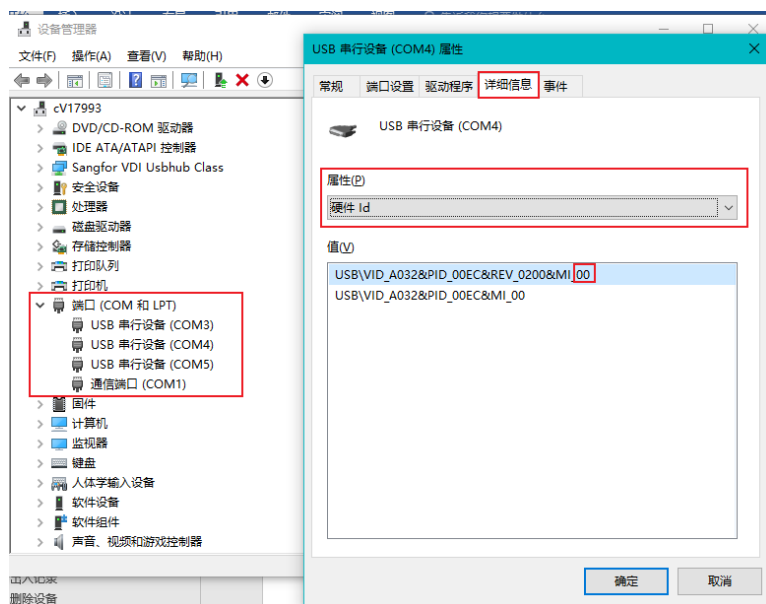 设备管理器
文件(F) 操作(A) 查看(V) 帮助(H)
cV17993
DVD/CD-ROM 驱动器
IDE ATA/ATAPI 控制器
Sangfor VDI Usbhub Class
安全设备
处理器
磁盘驱动器
存储控制器
打印队列
打印机
端口 (COM 和 LPT)
USB 串行设备 (COM3)
USB 串行设备 (COM4)
USB 串行设备 (COM5)
通信端口 (COM1)
固件
计算机
监视器
键盘
人体学输入设备
软件设备
软件组件
声音、视频和游戏控制器
删除设备
USB 串行设备 (COM4) 属性
常规 端口设置 驱动程序 详细信息 事件
USB 串行设备 (COM4)
属性(P)
硬件 Id
值(V)
USB\VID_A032&PID_00EC&REV_0200&MI_00
USB\VID_A032&PID_00EC&MI_00
确定 取消